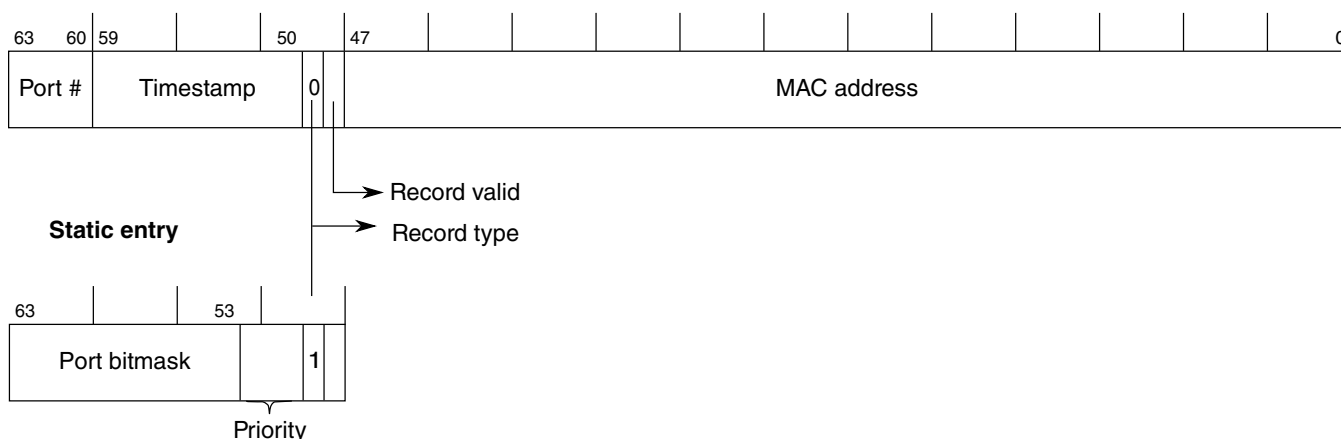 63 60 59 50 47 0
Port # Timestamp 0 MAC address
Record valid
Static entry
Record type
63 53
Port bitmask 1
Priority